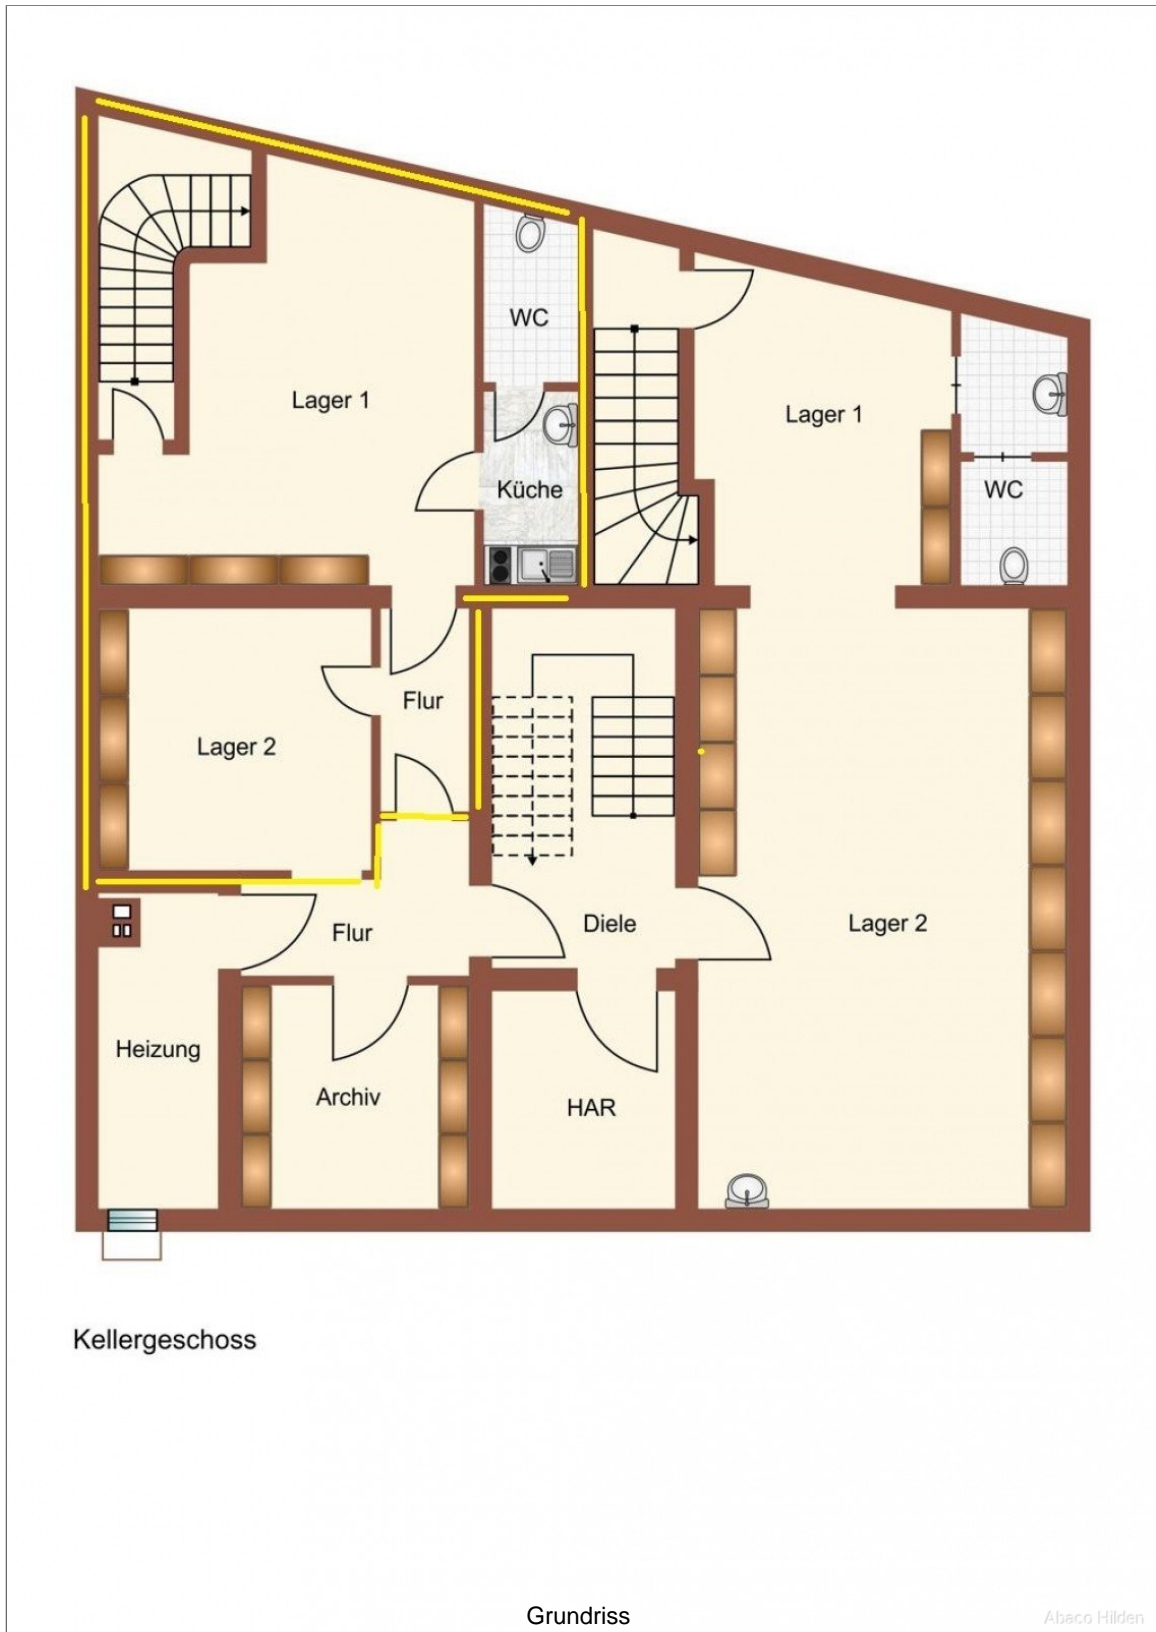 WC
Lager 1
Lager 1
Küche
WC
Flur
Lager 2
Flur
Diele
Lager 2
Heizung
Archiv
HAR
Kellergeschoss
Grundriss
Abaco Hilden